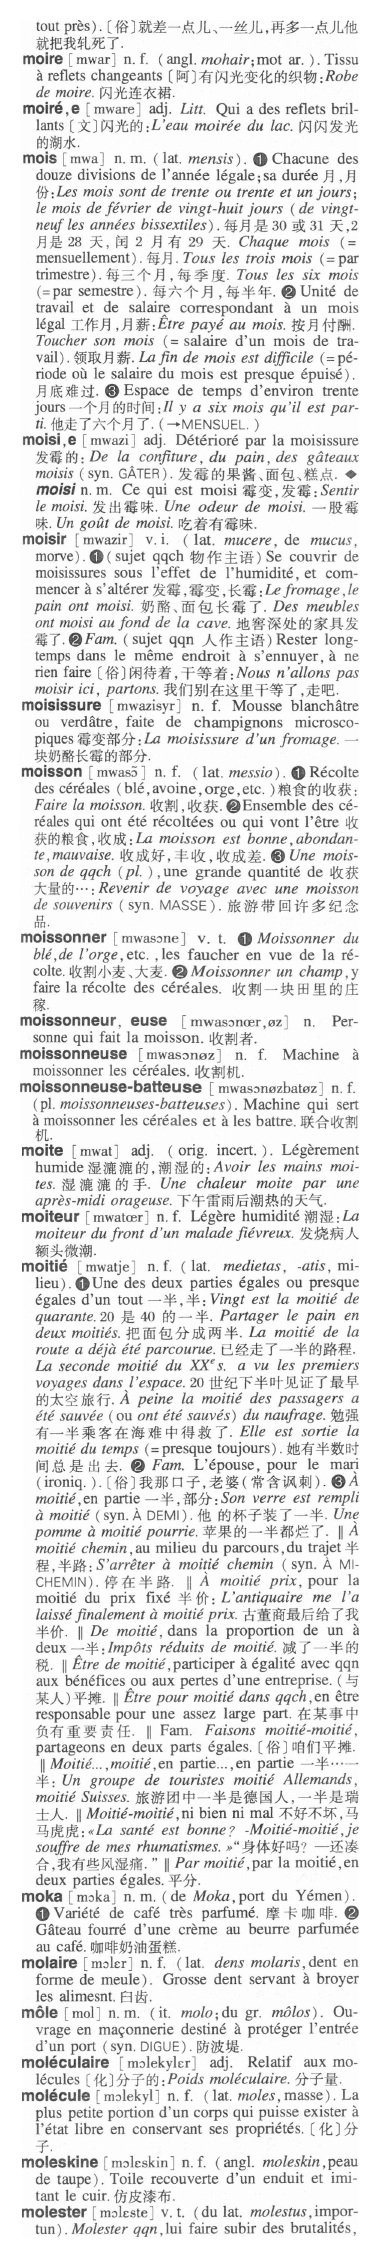 tout près). [俗]就差一点儿、一丝儿,再多一点儿他
就把我轧死了.
moire [mwar] n. f. (angl. mohair; mot ar. ). Tissu
à reflets changeants [阿]有闪光变化的织物: Robe
de moire. 闪光连衣裙.
moiré, e [mware] adj. Litt. Qui a des reflets bril-
lants [文]闪光的: L'eau moirée du lac. 闪闪发光
的湖水.
mois [mwa] n. m. (lat. mensis). ❶ Chacune des
douze divisions de l'année légale; sa durée 月,月
份: Les mois sont de trente ou trente et un jours;
le mois de février de vingt-huit jours (de vingt-
neuf les années bissextiles). 每月是 30 或 31 天,2
月是 28 天, 闰 2 月有 29 天. Chaque mois (=
mensuellement). 每月. Tous les trois mois (= par
trimestre). 每三个月,每季度. Tous les six mois
(= par semestre). 每六个月,每半年. ❷ Unité de
travail et de salaire correspondant à un mois
légal 工作月,月薪: Être payé au mois. 按月付酬.
Toucher son mois (= salaire d'un mois de tra-
vail). 领取月薪. La fin de mois est difficile (= pé-
riode où le salaire du mois est presque épuisé).
月底难过. ❸ Espace de temps d'environ trente
jours 一个月的时间: Il y a six mois qu'il est par-
ti. 他走了六个月了. (→MENSUEL. )
moisi, e [mwazi] adj. Détérioré par la moisissure
发霉的: De la confiture, du pain, des gâteaux
moisis (syn. GÂTER). 发霉的果酱、面包、糕点. ◆
moisi n. m. Ce qui est moisi 霉变,发霉: Sentir
le moisi. 发出霉味. Une odeur de moisi. 一股霉
味. Un goût de moisi. 吃着有霉味.
moisir [mwazir] v. i. (lat. mucere, de mucus,
morve). ❶ (sujet qqch 物作主语) Se couvrir de
moisissures sous l'effet de l'humidité, et com-
mencer à s'altérer 发霉,霉变,长霉: Le fromage, le
pain ont moisi. 奶酪、面包长霉了. Des meubles
ont moisi au fond de la cave. 地窖深处的家具发
霉了. ❷ Fam. (sujet qqn 人作主语) Rester long-
temps dans le même endroit à s'ennuyer, à ne
rien faire [俗]闲待着,干等着: Nous n'allons pas
moisir ici, partons. 我们别在这里干等了,走吧.
moisissure [mwazisyr] n. f. Mousse blanchâtre
ou verdâtre, faite de champignons microsco-
piques 霉变部分: La moisissure d'un fromage. 一
块奶酪长霉的部分.
moisson [mwasɔ̃] n. f. (lat. messio). ❶ Récolte
des céréales (blé, avoine, orge, etc. ) 粮食的收获:
Faire la moisson. 收割,收获. ❷ Ensemble des cé-
réales qui ont été récoltées ou qui vont l'être 收
获的粮食,收成: La moisson est bonne, abondan-
te, mauvaise. 收成好,丰收,收成差. ❸ Une mois-
son de qqch (pl. ), une grande quantité de 收获
大量的…: Revenir de voyage avec une moisson
de souvenirs (syn. MASSE). 旅游带回许多纪念
品.
moissonner [mwasɔne] v. t. ❶ Moissonner du
blé, de l'orge, etc. , les faucher en vue de la ré-
colte. 收割小麦、大麦. ❷ Moissonner un champ, y
faire la récolte des céréales. 收割一块田里的庄
稼.
moissonneur, euse [mwasɔnœr, øz] n. Per-
sonne qui fait la moisson. 收割者.
moissonneuse [mwasɔnøz] n. f. Machine à
moissonner les céréales. 收割机.
moissonneuse-batteuse [mwasɔnøzbatøz] n. f.
(pl. moissonneuses-batteuses). Machine qui sert
à moissonner les céréales et à les battre. 联合收割
机.
moite [mwat] adj. (orig. incert. ). Légèrement
humide 湿漉漉的,潮湿的: Avoir les mains moi-
tes. 湿漉漉的手. Une chaleur moite par une
après-midi orageuse. 下午雷雨后潮热的天气.
moiteur [mwatœr] n. f. Légère humidité 潮湿: La
moiteur du front d'un malade fiévreux. 发烧病人
额头微潮.
moitié [mwatje] n. f. (lat. medietas, -atis, mi-
lieu). ❶ Une des deux parties égales ou presque
égales d'un tout 一半,半: Vingt est la moitié de
quarante. 20 是 40 的一半. Partager le pain en
deux moitiés. 把面包分成两半. La moitié de la
route a déjà été parcourue. 已经走了一半的路程.
La seconde moitié du XXe s. a vu les premiers
voyages dans l'espace. 20 世纪下半叶见证了最早
的太空旅行. À peine la moitié des passagers a
été sauvée (ou ont été sauvés) du naufrage. 勉强
有一半乘客在海难中得救了. Elle est sortie la
moitié du temps (= presque toujours). 她有半数时
间总是出去. ❷ Fam. L'épouse, pour le mari
(ironiq. ). [俗]我那口子,老婆(常含讽刺). ❸ À
moitié, en partie 一半,部分: Son verre est rempli
à moitié (syn. À DEMI). 他的杯子装了一半. Une
pomme à moitié pourrie. 苹果的一半都烂了. ‖ À
moitié chemin, au milieu du parcours, du trajet 半
程,半路: S'arrêter à moitié chemin (syn. À MI-
CHEMIN). 停在半路. ‖ À moitié prix, pour la
moitié du prix fixé 半价: L'antiquaire me l'a
laissé finalement à moitié prix. 古董商最后给了我
半价. ‖ De moitié, dans la proportion de un à
deux 一半: Impôts réduits de moitié. 减了一半的
税. ‖ Être de moitié, participer à égalité avec qqn
aux bénéfices ou aux pertes d'une entreprise. (与
某人)平摊. ‖ Être pour moitié dans qqch, en être
responsable pour une assez large part. 在某事中
负有重要责任. ‖ Fam. Faisons moitié-moitié,
partageons en deux parts égales. [俗]咱们平摊.
‖ Moitié..., moitié, en partie..., en partie 一半…一
半: Un groupe de touristes moitié Allemands,
moitié Suisses. 旅游团中一半是德国人,一半是瑞
士人. ‖ Moitié-moitié, ni bien ni mal 不好不坏,马
马虎虎: «La santé est bonne? -Moitié-moitié, je
souffre de mes rhumatismes. »“身体好吗? —还凑
合,我有些风湿痛. ” ‖ Par moitié, par la moitié, en
deux parties égales. 平分.
moka [mɔka] n. m. (de Moka, port du Yémen).
❶ Variété de café très parfumé. 摩卡咖啡. ❷
Gâteau fourré d'une crème au beurre parfumée
au café. 咖啡奶油蛋糕.
molaire [mɔlɛr] n. f. (lat. dens molaris, dent en
forme de meule). Grosse dent servant à broyer
les alimesnt. 臼齿.
môle [mol] n. m. (it. molo; du gr. môlos). Ou-
vrage en maçonnerie destiné à protéger l'entrée
d'un port (syn. DIGUE). 防波堤.
moléculaire [mɔlekylɛr] adj. Relatif aux mo-
lécules [化]分子的: Poids moléculaire. 分子量.
molécule [mɔlekyl] n. f. (lat. moles, masse). La
plus petite portion d'un corps qui puisse exister à
l'état libre en conservant ses propriétés. [化]分
子.
moleskine [mɔlɛskin] n. f. (angl. moleskin, peau
de taupe). Toile recouverte d'un enduit et imi-
tant le cuir. 仿皮漆布.
molester [mɔlɛste] v. t. (du lat. molestus, impor-
tun). Molester qqn, lui faire subir des brutalités,